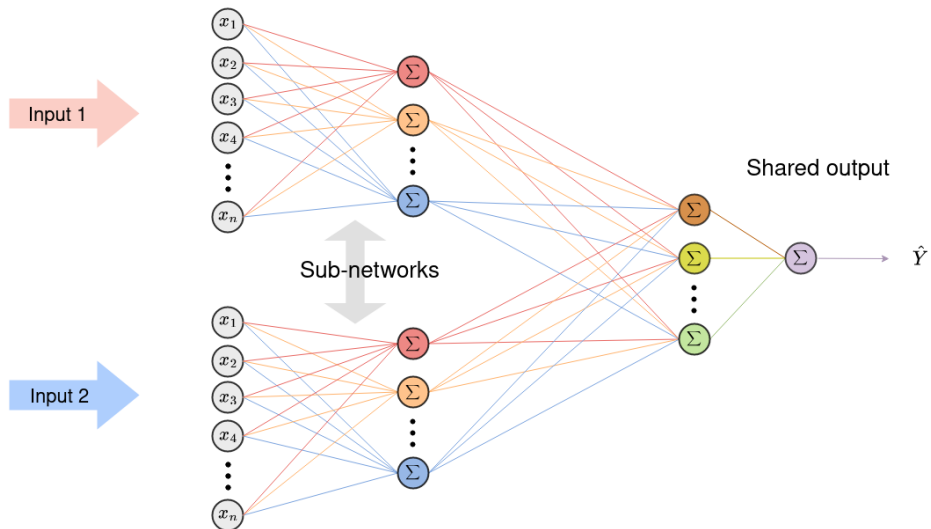 x₁
x₂
x₃
x₄
xₙ
Input 1
Σ
Σ
Σ
Sub-networks
x₁
x₂
x₃
x₄
xₙ
Input 2
Σ
Σ
Σ
Shared output
Σ
Σ
Σ
Σ
Ŷ